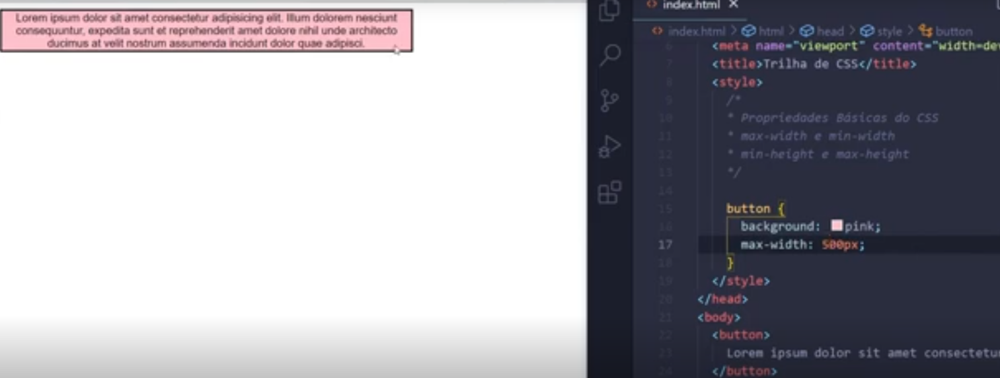 Lorem ipsum dolor sit amet consectetur adipisicing elit. Illum dolorem nesciunt
consequuntur, expedita sunt et reprehenderit amet dolore nihil unde architecto
ducimus at velit nostrum assumenda incidunt dolor quae adipisci.
index.html
index.html > html > head > style > button
6 <meta name="viewport" content="width=dev
7 <title>Trilha de CSS</title>
8 <style>
9 /*
10 * Propriedades Básicas do CSS
11 * max-width e min-width
12 * min-height e max-height
13 */
14
15 button {
16 background: pink;
17 max-width: 500px;
18 }
19 </style>
20 </head>
21 <body>
22 <button>
23 Lorem ipsum dolor sit amet consectetur
24 </button>